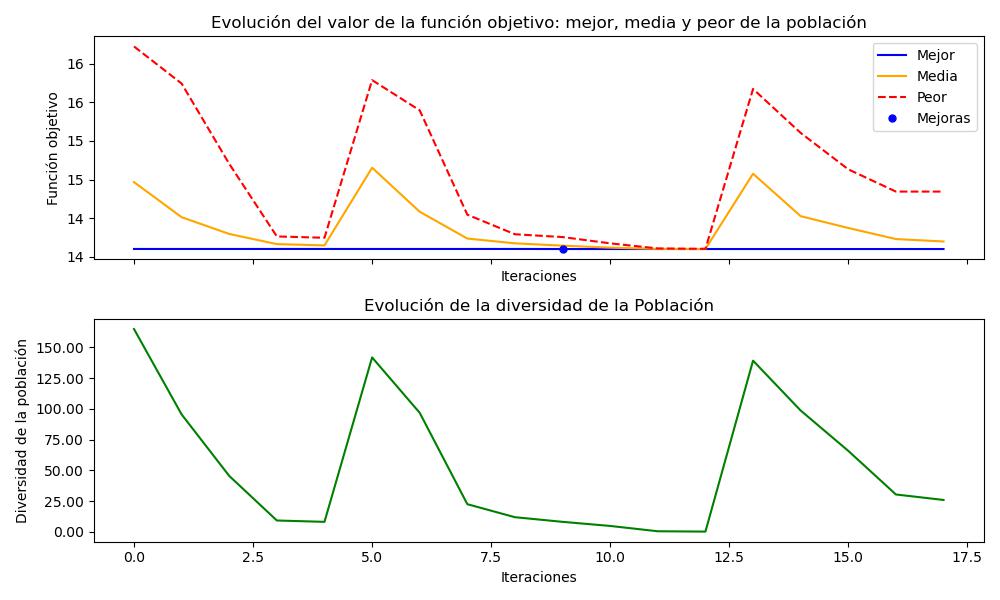 Evolución del valor de la función objetivo: mejor, media y peor de la población
Función objetivo
16
16
15
15
14
14
Mejor
Media
Peor
Mejoras
Iteraciones
Evolución de la diversidad de la Población
Diversidad de la población
150.00
125.00
100.00
75.00
50.00
25.00
0.00
0.0 2.5 5.0 7.5 10.0 12.5 15.0 17.5
Iteraciones